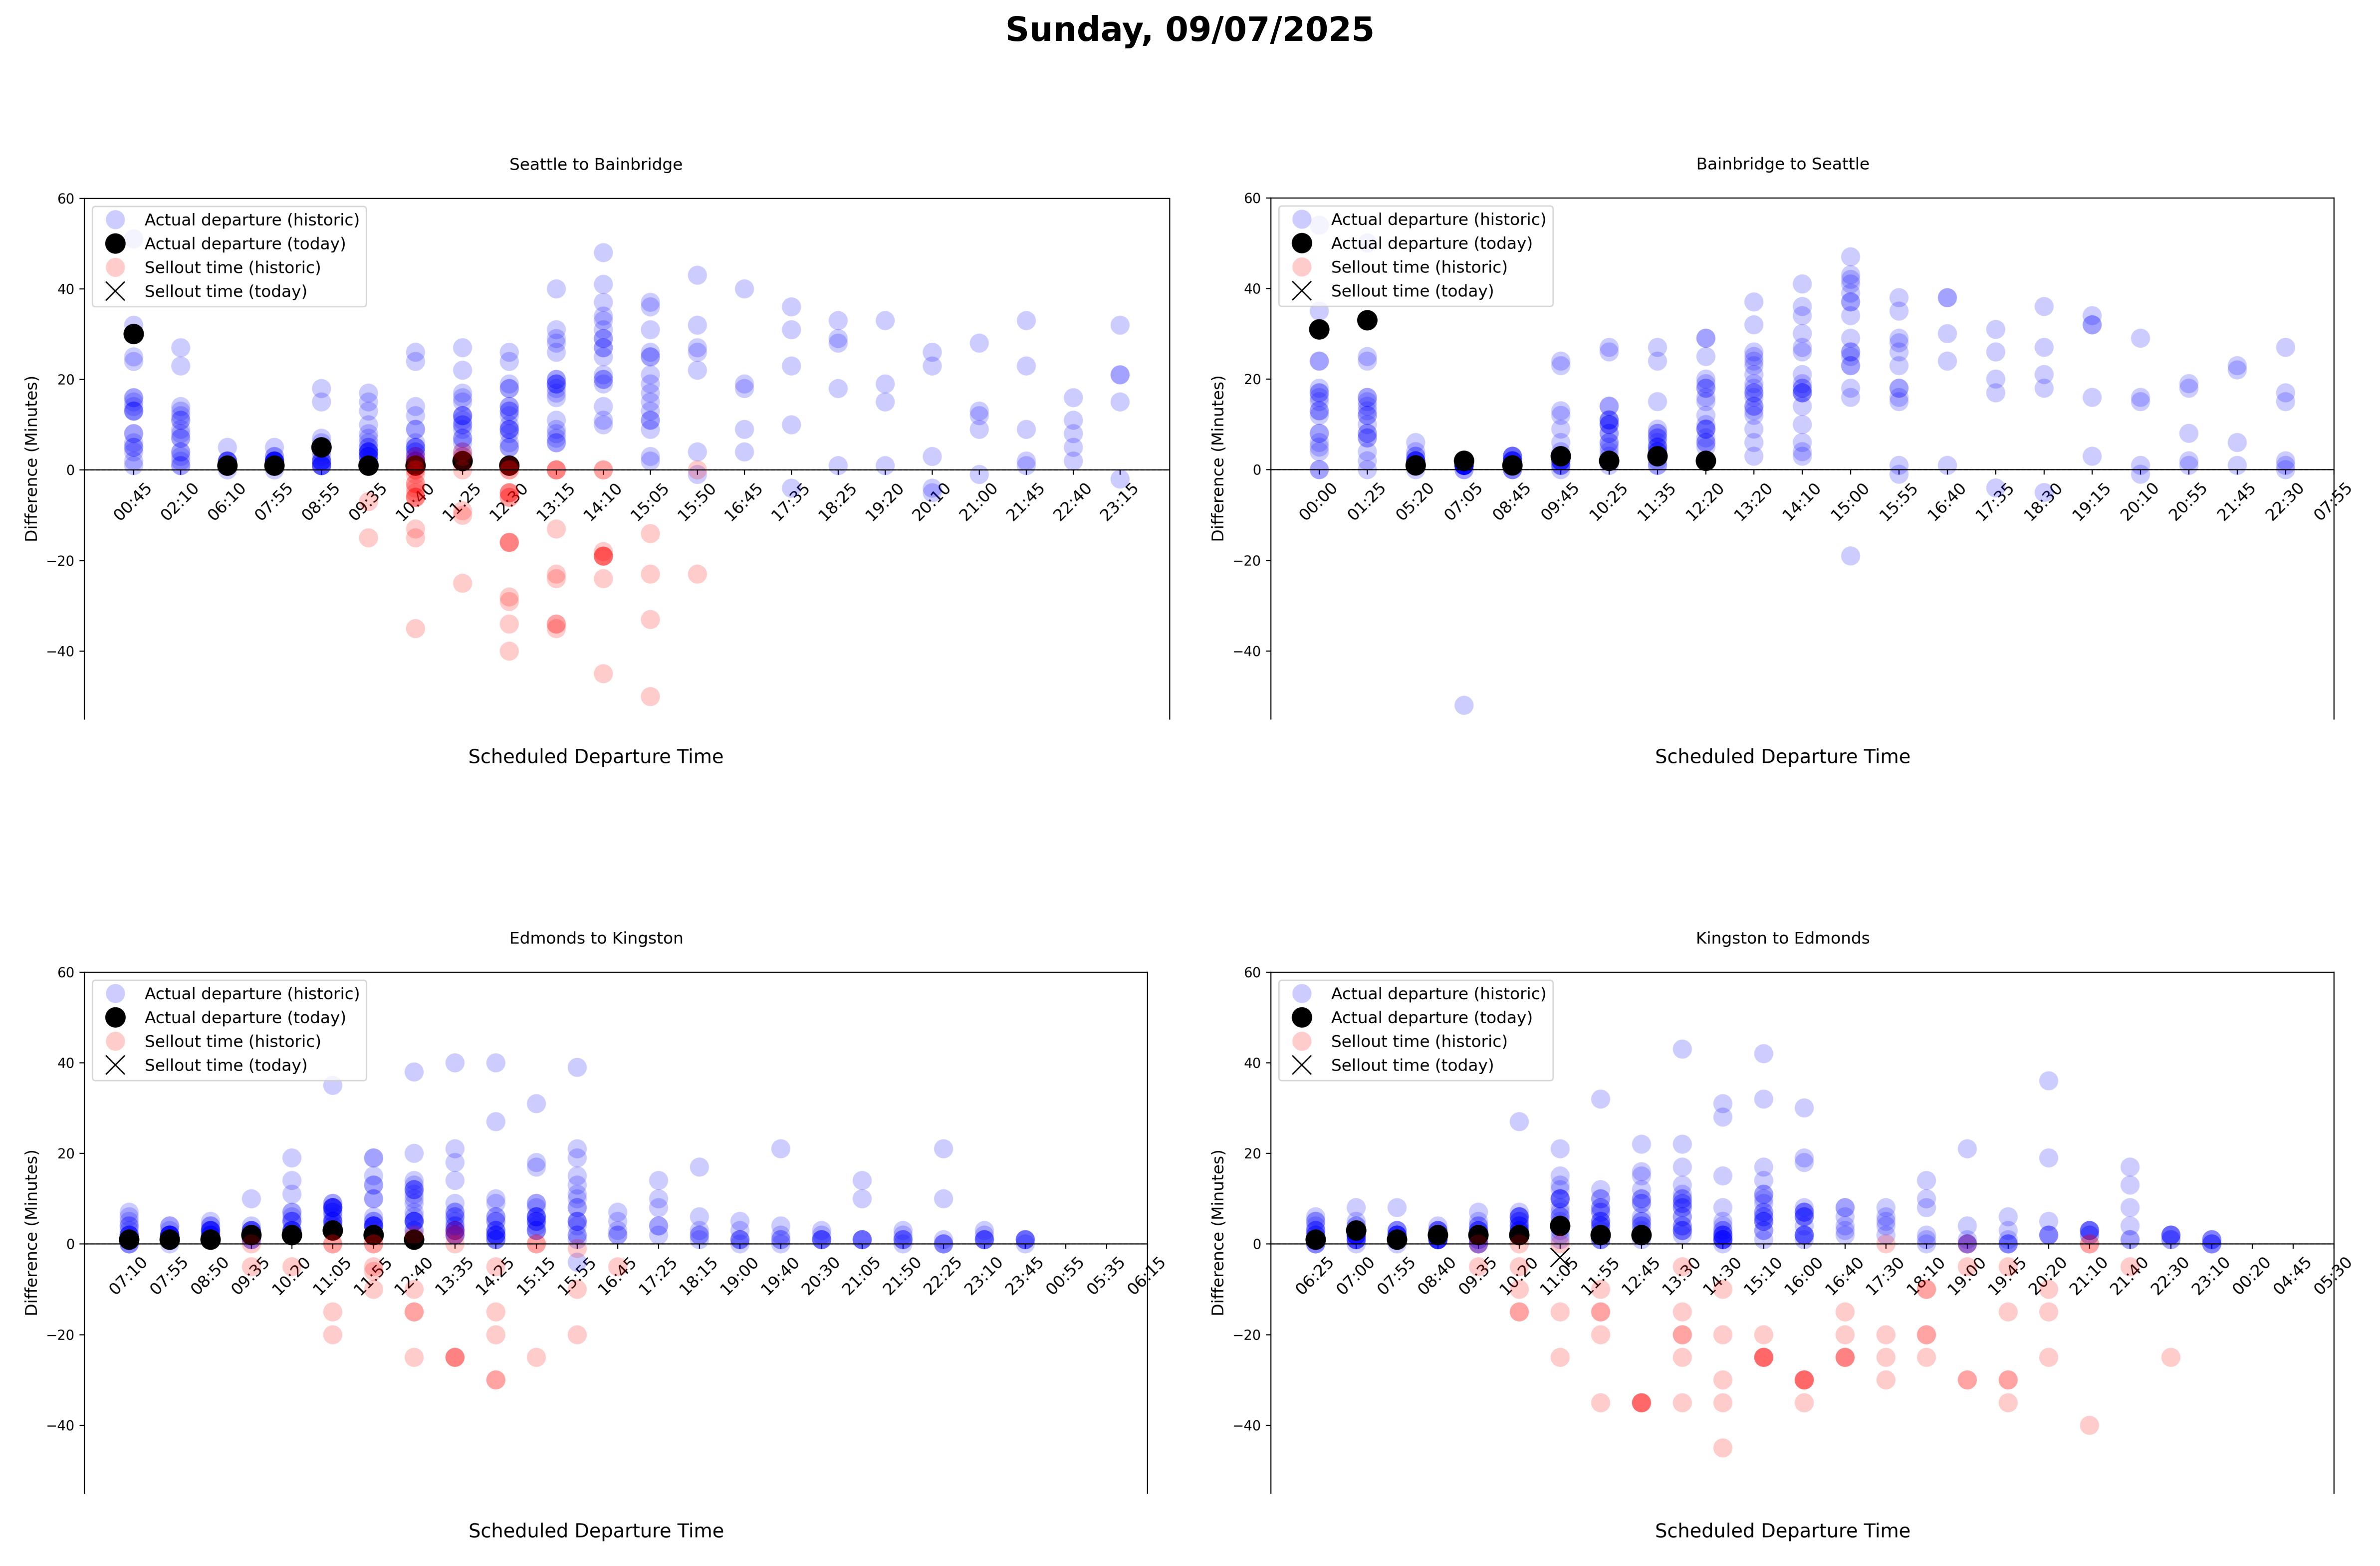 Sunday, 09/07/2025
Seattle to Bainbridge
60
40
20
0
−20
−40
Difference (Minutes)
Actual departure (historic)
Actual departure (today)
Sellout time (historic)
Sellout time (today)
00:45 02:10 06:10 07:55 08:55 09:35 10:40 11:25 12:30 13:15 14:10 15:05 15:50 16:45 17:35 18:25 19:20 20:10 21:00 21:45 22:40 23:15
Scheduled Departure Time
Bainbridge to Seattle
60
40
20
0
−20
−40
Difference (Minutes)
Actual departure (historic)
Actual departure (today)
Sellout time (historic)
Sellout time (today)
00:00 01:25 05:20 07:05 08:45 09:45 10:25 11:35 12:20 13:20 14:10 15:00 15:55 16:40 17:35 18:30 19:15 20:10 20:55 21:45 22:30 07:55
Scheduled Departure Time
Edmonds to Kingston
60
40
20
0
−20
−40
Difference (Minutes)
Actual departure (historic)
Actual departure (today)
Sellout time (historic)
Sellout time (today)
07:10 07:55 08:50 09:35 10:20 11:05 11:55 12:40 13:35 14:25 15:15 15:55 16:45 17:25 18:15 19:00 19:40 20:30 21:05 21:50 22:25 23:10 23:45 00:55 05:35 06:15
Scheduled Departure Time
Kingston to Edmonds
60
40
20
0
−20
−40
Difference (Minutes)
Actual departure (historic)
Actual departure (today)
Sellout time (historic)
Sellout time (today)
06:25 07:00 07:55 08:40 09:35 10:20 11:05 11:55 12:45 13:30 14:30 15:10 16:00 16:40 17:30 18:10 19:00 19:45 20:20 21:10 21:40 22:30 23:10 00:20 04:45 05:30
Scheduled Departure Time